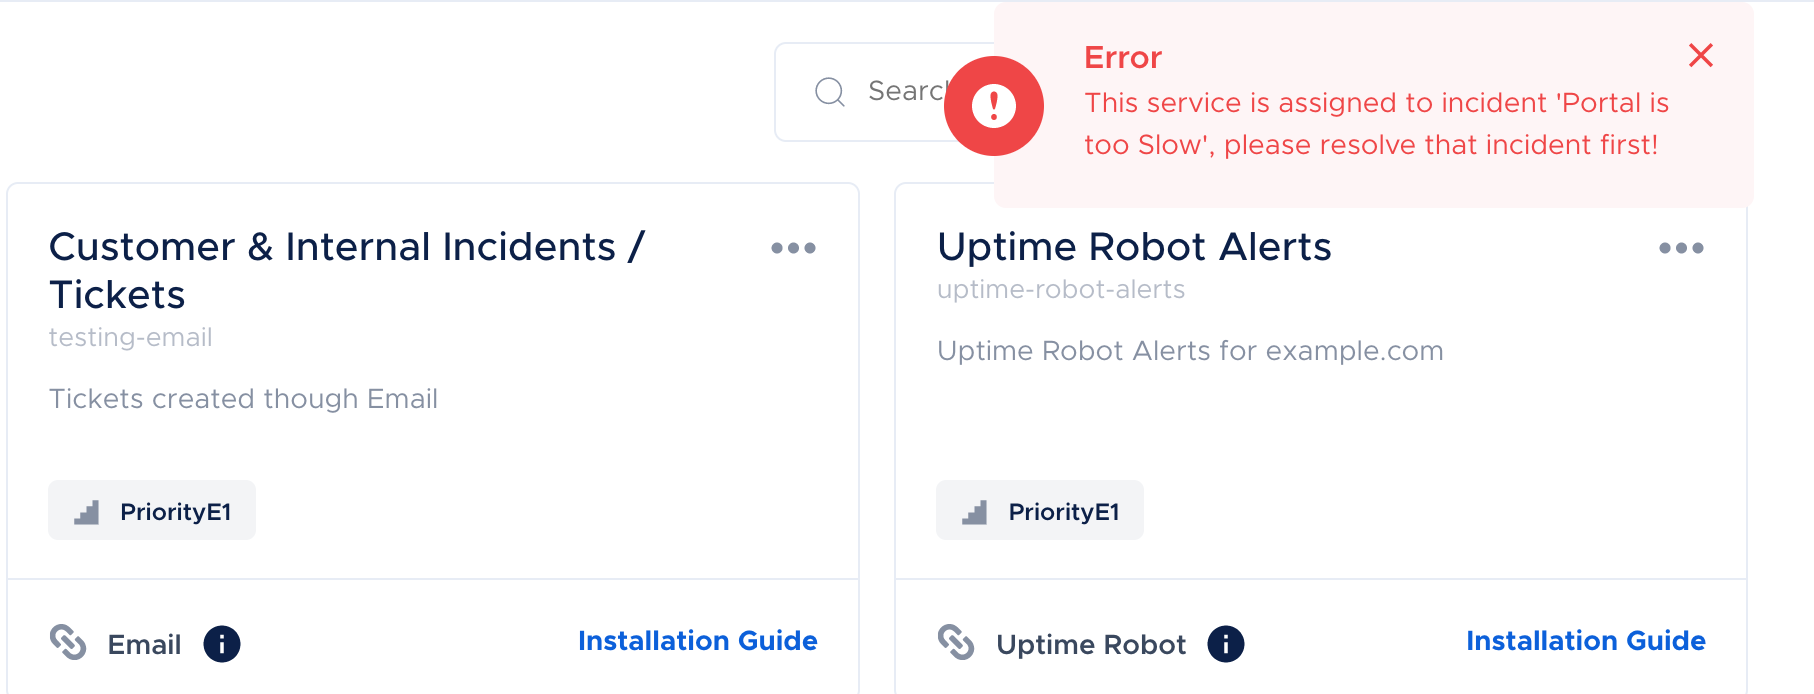 Error
This service is assigned to incident 'Portal is
too Slow', please resolve that incident first!
Customer & Internal Incidents /
Tickets
testing-email
Tickets created though Email
PriorityE1
Email
Installation Guide
Uptime Robot Alerts
uptime-robot-alerts
Uptime Robot Alerts for example.com
PriorityE1
Uptime Robot
Installation Guide